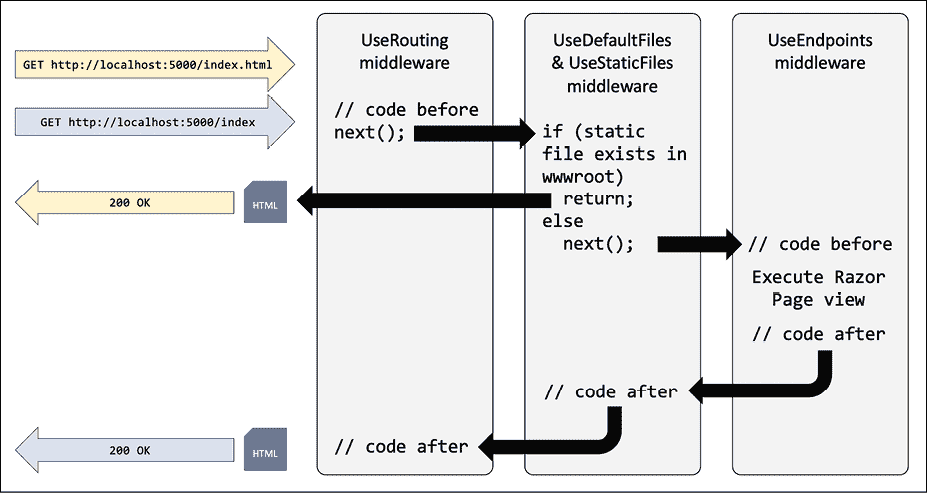 UseRouting
middleware
UseDefaultFiles
& UseStaticFiles
middleware
UseEndpoints
middleware
GET http://localhost:5000/index.html
GET http://localhost:5000/index
// code before
next();
if (static
file exists in
wwwroot)
return;
else
next();
200 OK
HTML
// code before
Execute Razor
Page view
// code after
// code after
// code after
200 OK
HTML